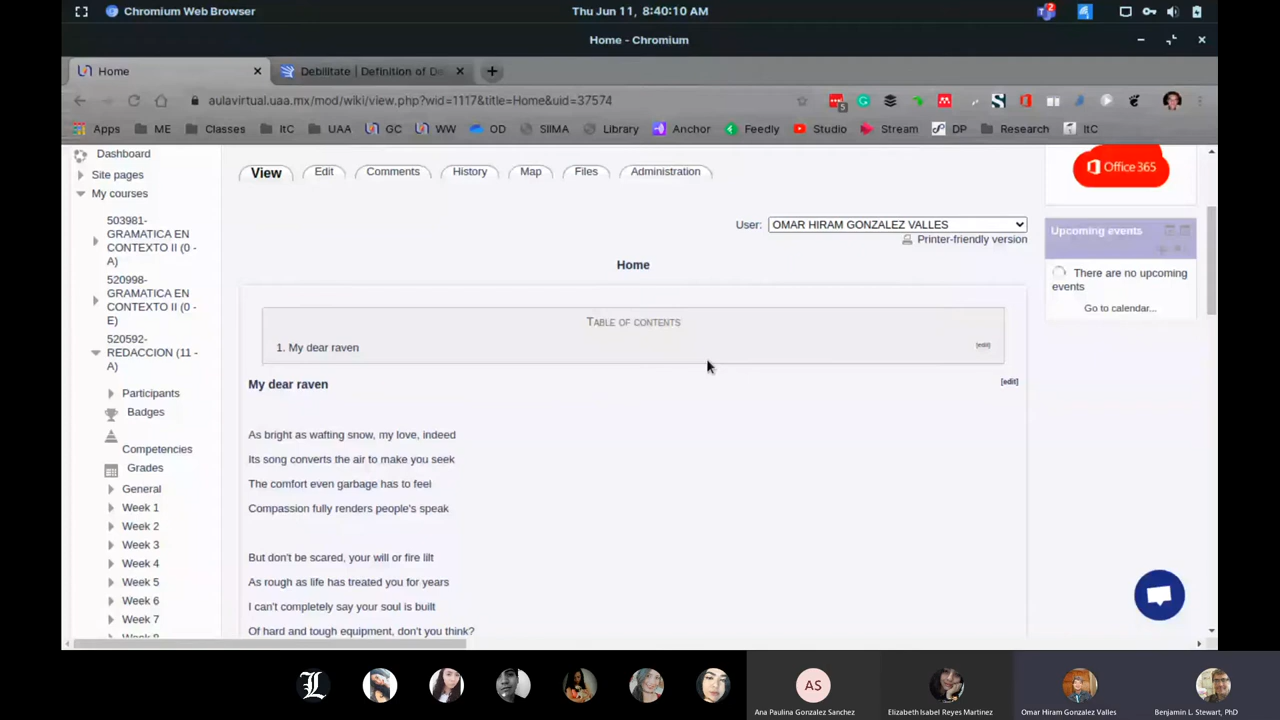 Chromium Web Browser
Thu Jun 11, 8:40:10 AM
2
Home - Chromium
Home
Debilitate | Definition of De
aulavirtual.uaa.mx/mod/wiki/view.php?wid=1117&title=Home&uid=37574
5
Apps ME Classes ItC UAA GC WW OD SIIMA Library Anchor Feedly Studio Stream DP Research ItC
Dashboard
Site pages
My courses
503981-
GRAMATICA EN
CONTEXTO II (0 -
A)
520998-
GRAMATICA EN
CONTEXTO II (0 -
E)
520592-
REDACCION (11 -
A)
Participants
Badges
Competencies
Grades
General
Week 1
Week 2
Week 3
Week 4
Week 5
Week 6
Week 7
View Edit Comments History Map Files Administration
User: OMAR HIRAM GONZALEZ VALLES
Printer-friendly version
Home
Table of contents
1. My dear raven
[edit]
My dear raven
[edit]
As bright as wafting snow, my love, indeed
Its song converts the air to make you seek
The comfort even garbage has to feel
Compassion fully renders people's speak
But don't be scared, your will or fire lilt
As rough as life has treated you for years
I can't completely say your soul is built
Of hard and tough equipment, don't you think?
Office 365
Upcoming events
There are no upcoming
events
Go to calendar...
L
AS
Ana Paulina Gonzalez Sanchez
Elizabeth Isabel Reyes Martinez
Omar Hiram Gonzalez Valles
Benjamin L. Stewart, PhD